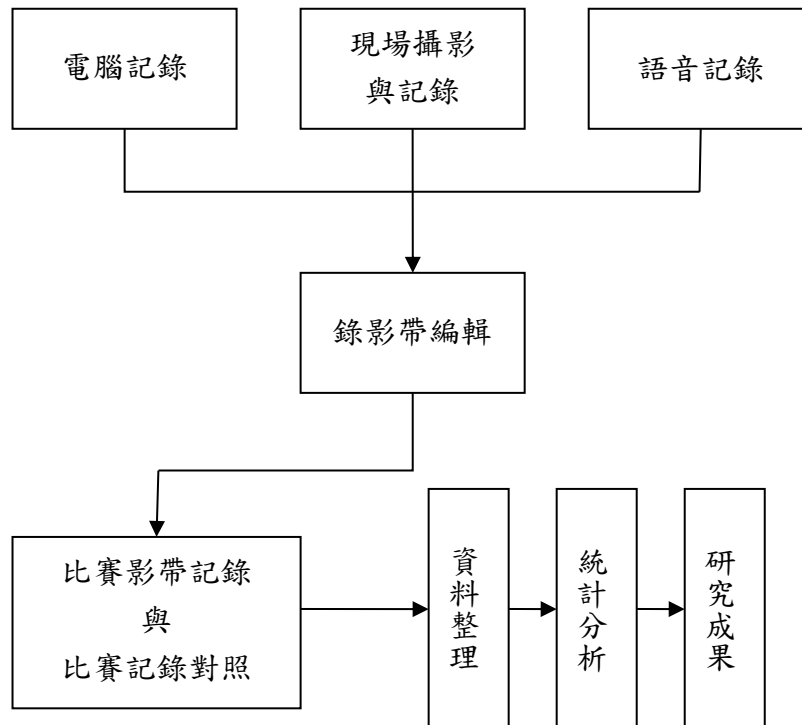 電腦記錄
現場攝影
與記錄
語音記錄
錄影帶編輯
比賽影帶記錄
與
比賽記錄對照
資料整理
統計分析
研究成果